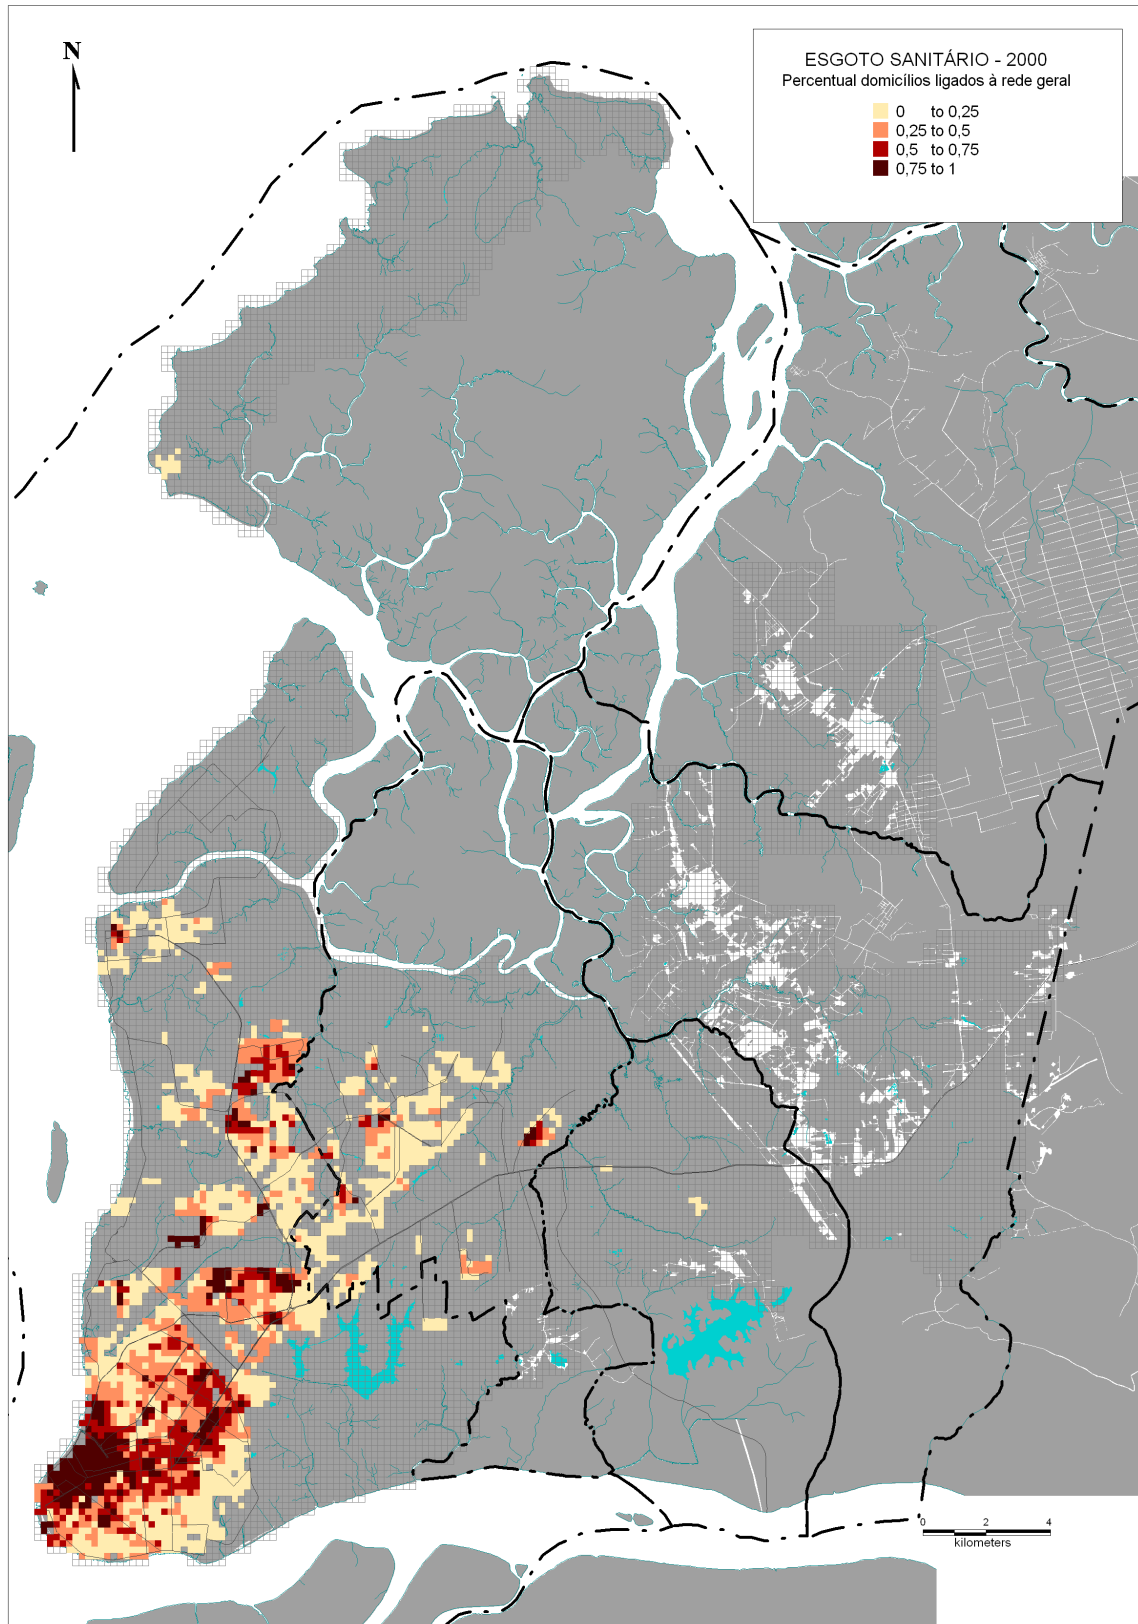 N
ESGOTO SANITÁRIO - 2000
Percentual domicílios ligados à rede geral
0 to 0,25
0,25 to 0,5
0,5 to 0,75
0,75 to 1
0 2 4
kilometers